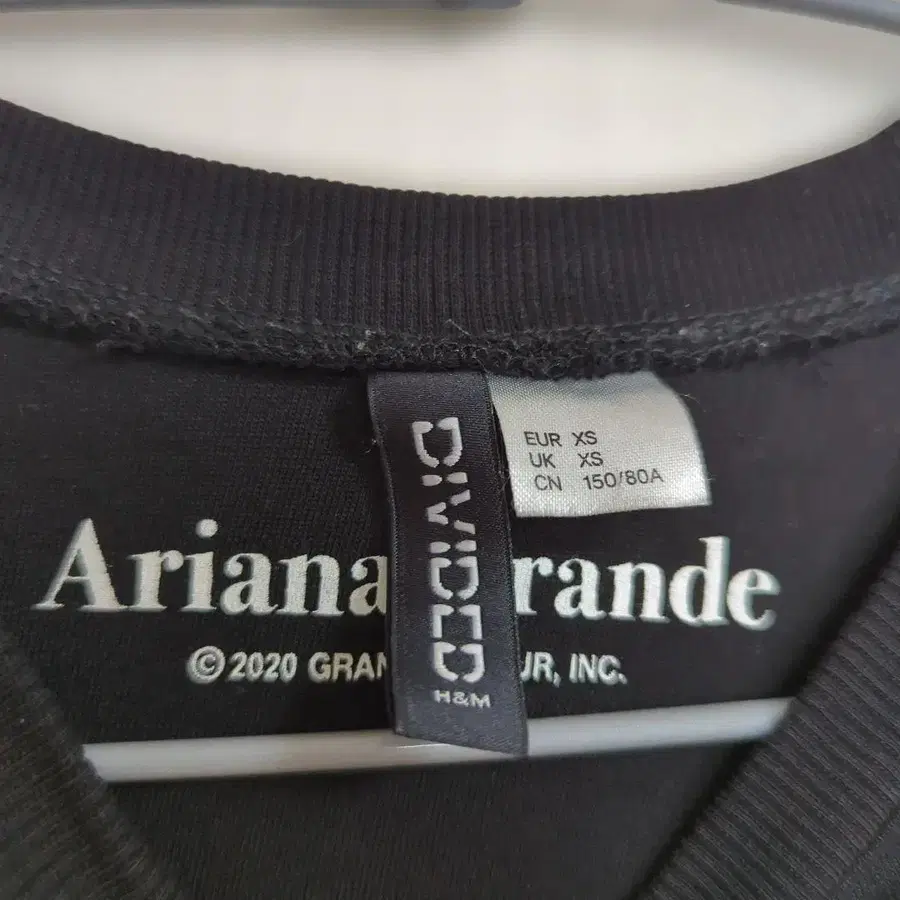 DIVIDED
H&M
EUR XS
UK XS
CN 150/80A
Ariana rande
© 2020 GRAN UR, INC.